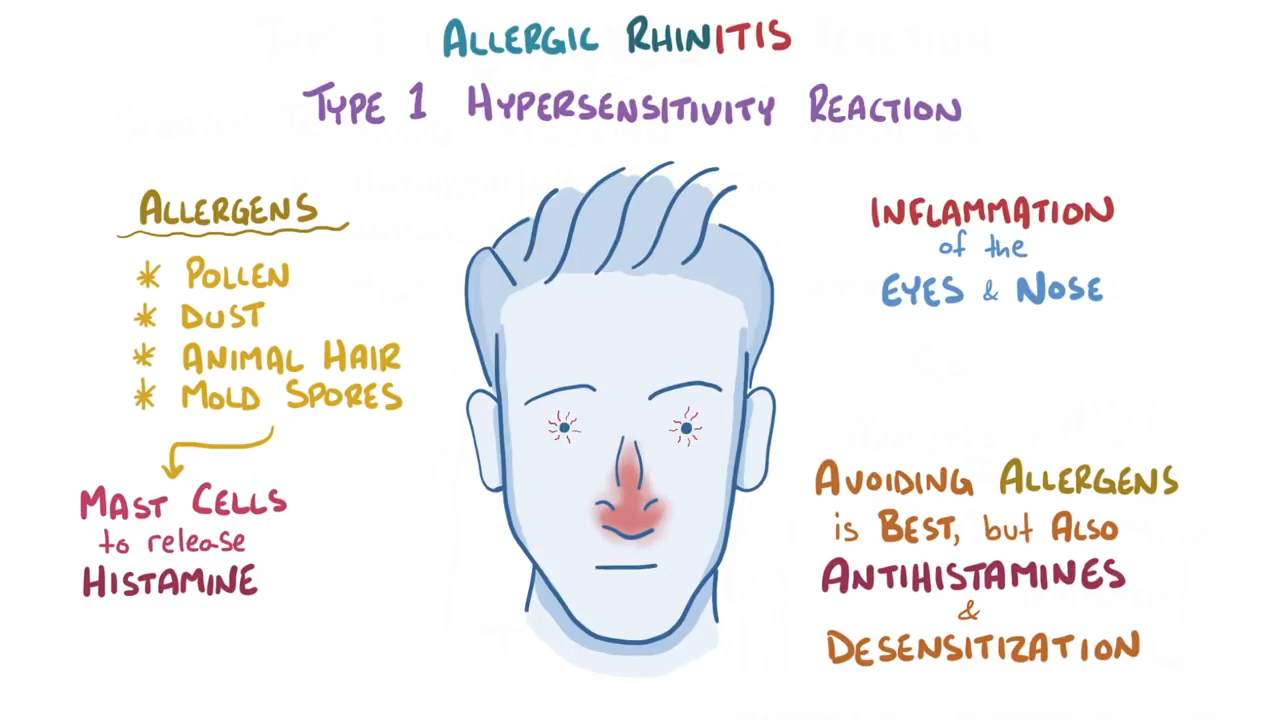 ALLERGIC RHINITIS
TYPE 1 HYPERSENSITIVITY REACTION
ALLERGENS
* POLLEN
* DUST
* ANIMAL HAIR
* MOLD SPORES
MAST CELLS
to release
HISTAMINE
INFLAMMATION
of the
EYES & NOSE
AVOIDING ALLERGENS
is BEST, but ALSO
ANTIHISTAMINES
&
DESENSITIZATION